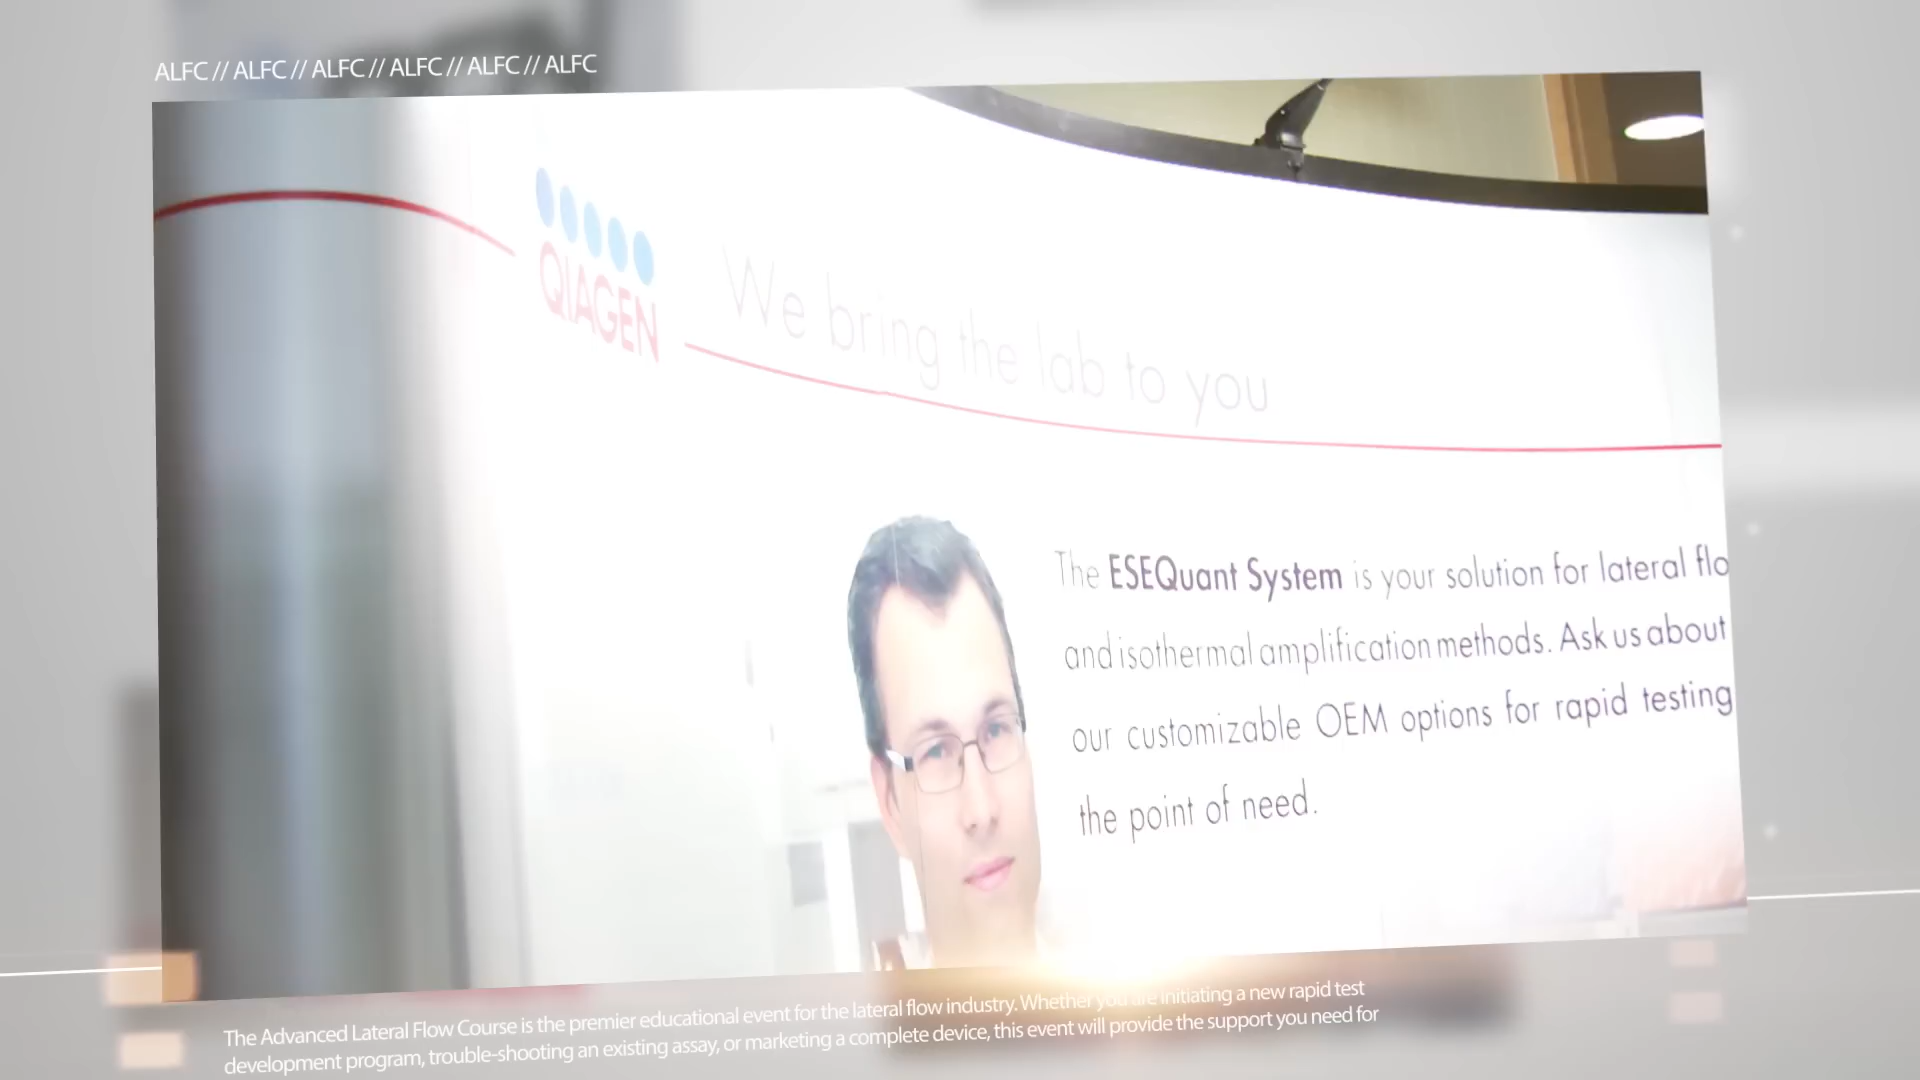 ALFC // ALFC // ALFC // ALFC // ALFC // ALFC
QIAGEN
We bring the lab to you
The ESEQuant System is your solution for lateral flo
and isothermal amplification methods. Ask us about
our customizable OEM options for rapid testing
the point of need.
The Advanced Lateral Flow Course is the premier educational event for the lateral flow industry. Whether you are initiating a new rapid test
development program, trouble-shooting an existing assay, or marketing a complete device, this event will provide the support you need for